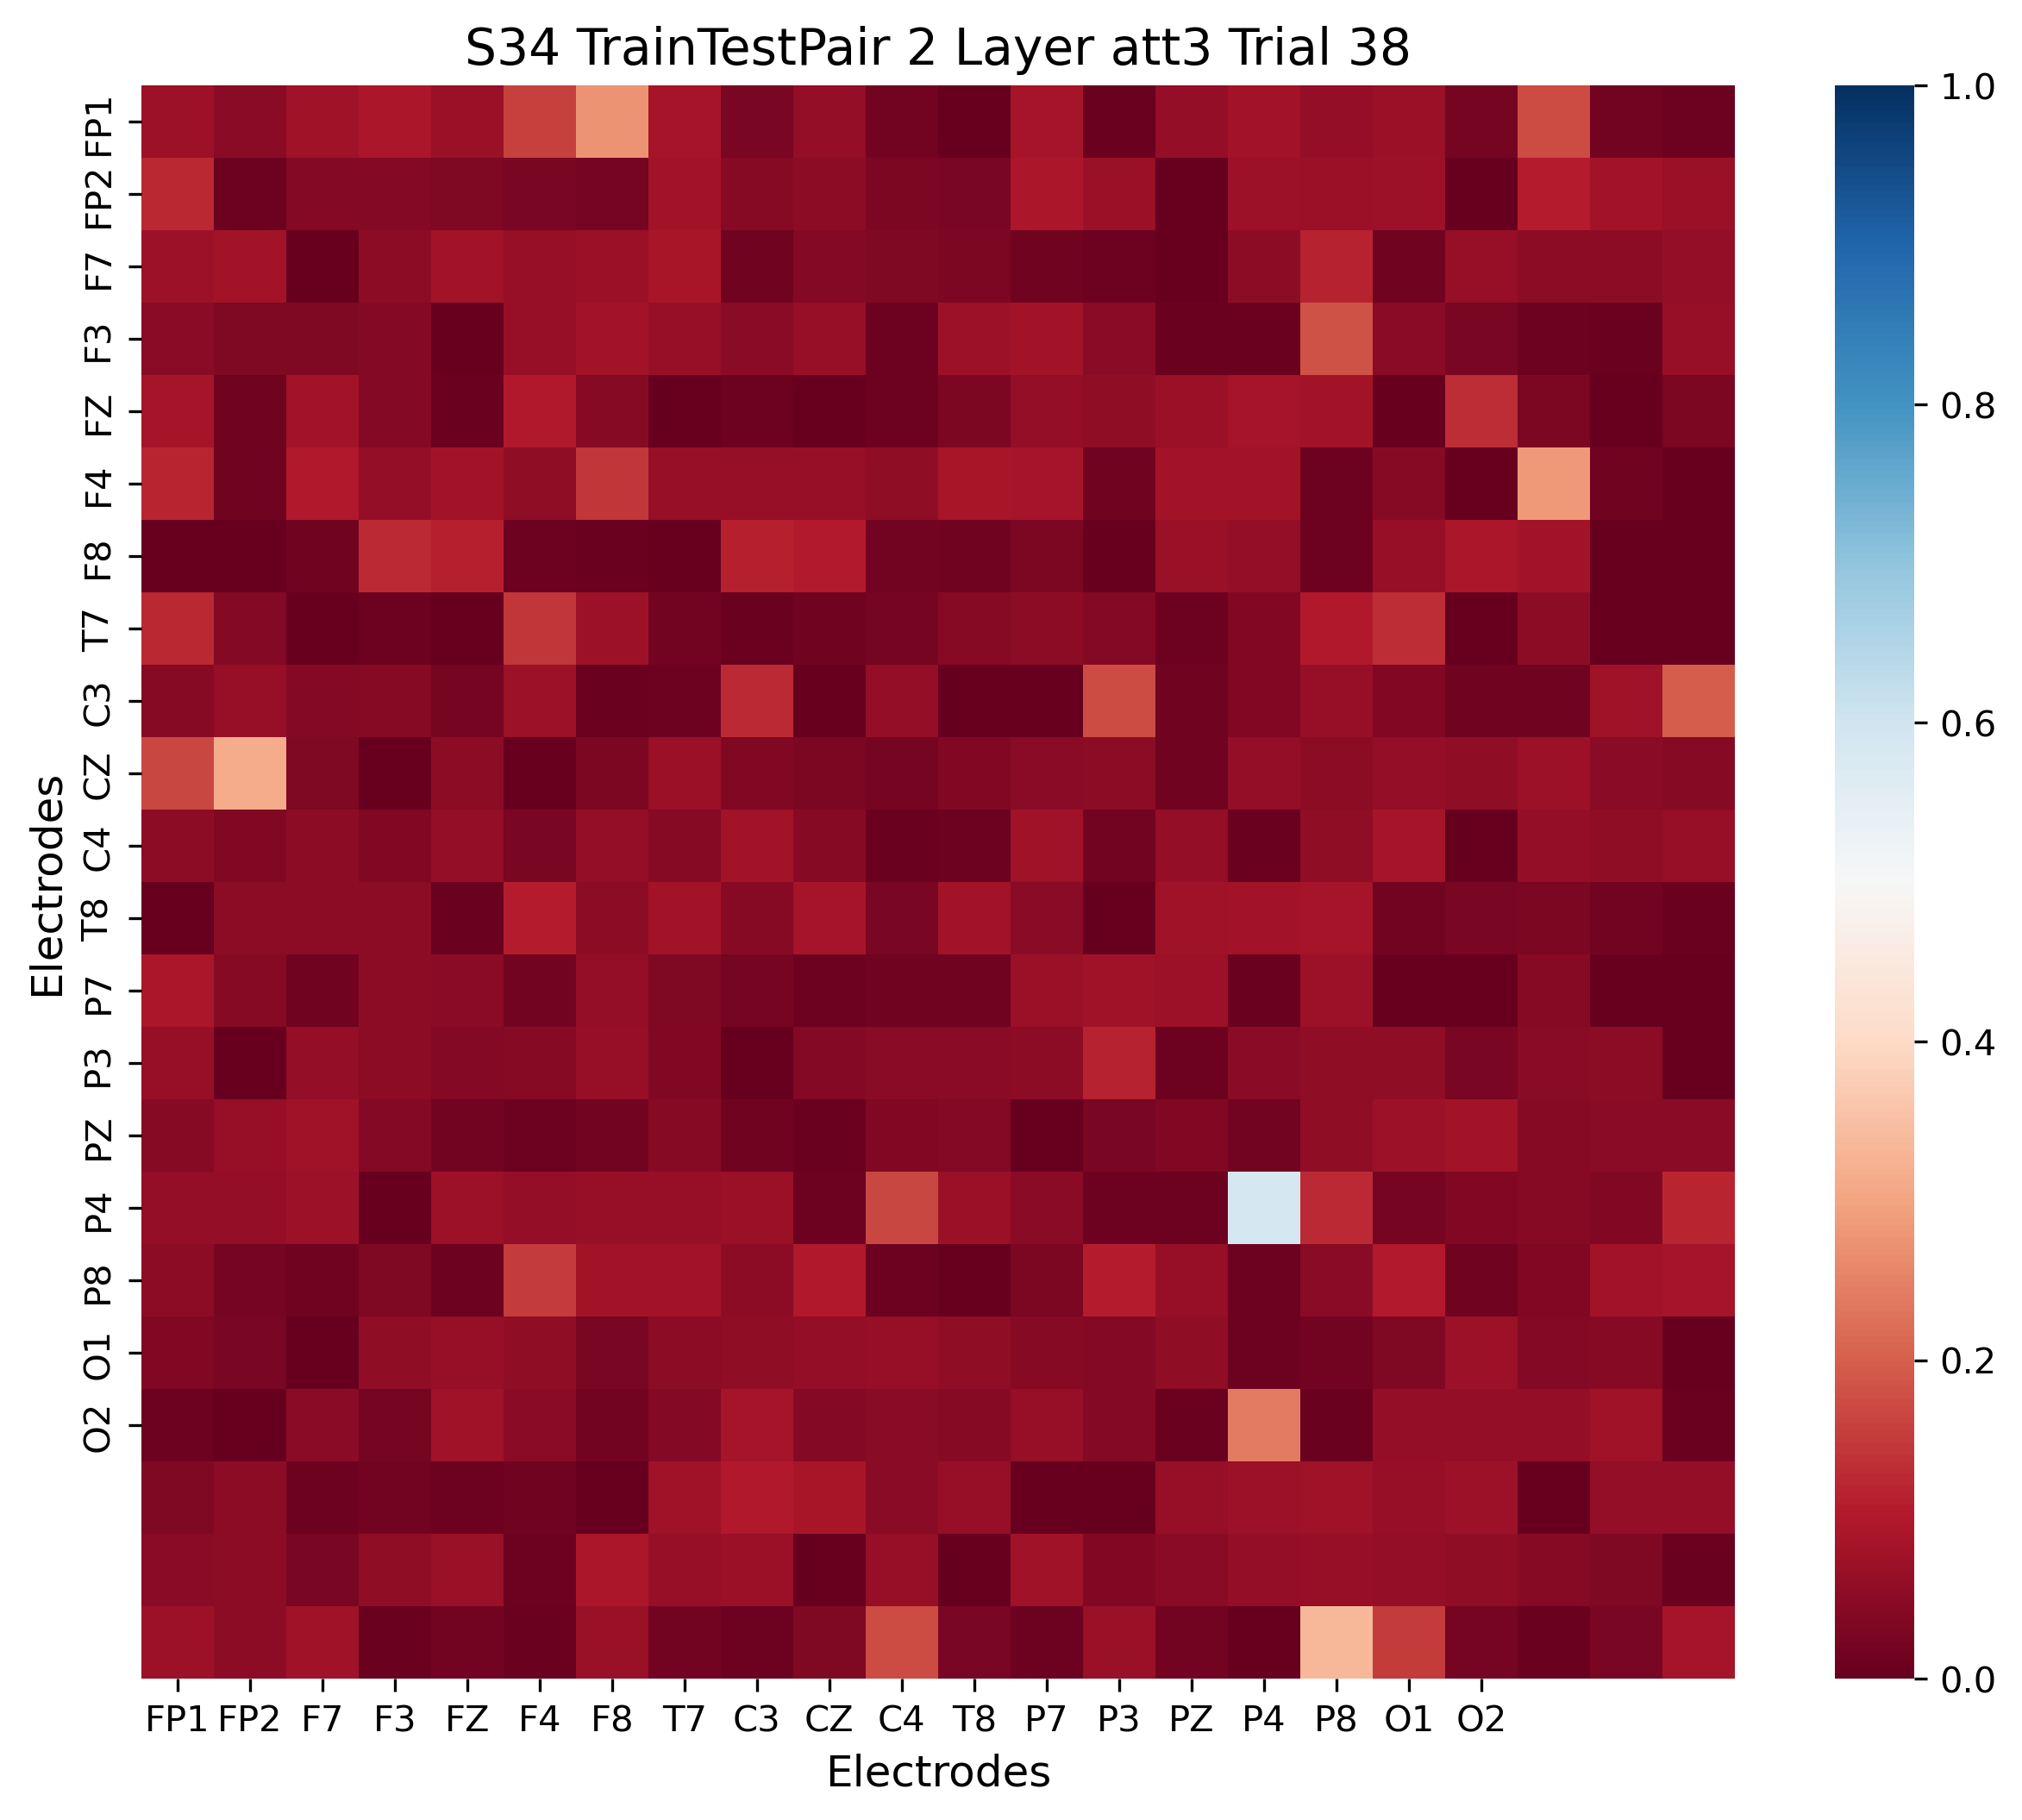 S34 TrainTestPair 2 Layer att3 Trial 38
Electrodes
FP1
FP2
F7
F3
FZ
F4
F8
T7
C3
CZ
C4
T8
P7
P3
PZ
P4
P8
O1
O2
FP1 FP2 F7 F3 FZ F4 F8 T7 C3 CZ C4 T8 P7 P3 PZ P4 P8 O1 O2
Electrodes
1.0
0.8
0.6
0.4
0.2
0.0